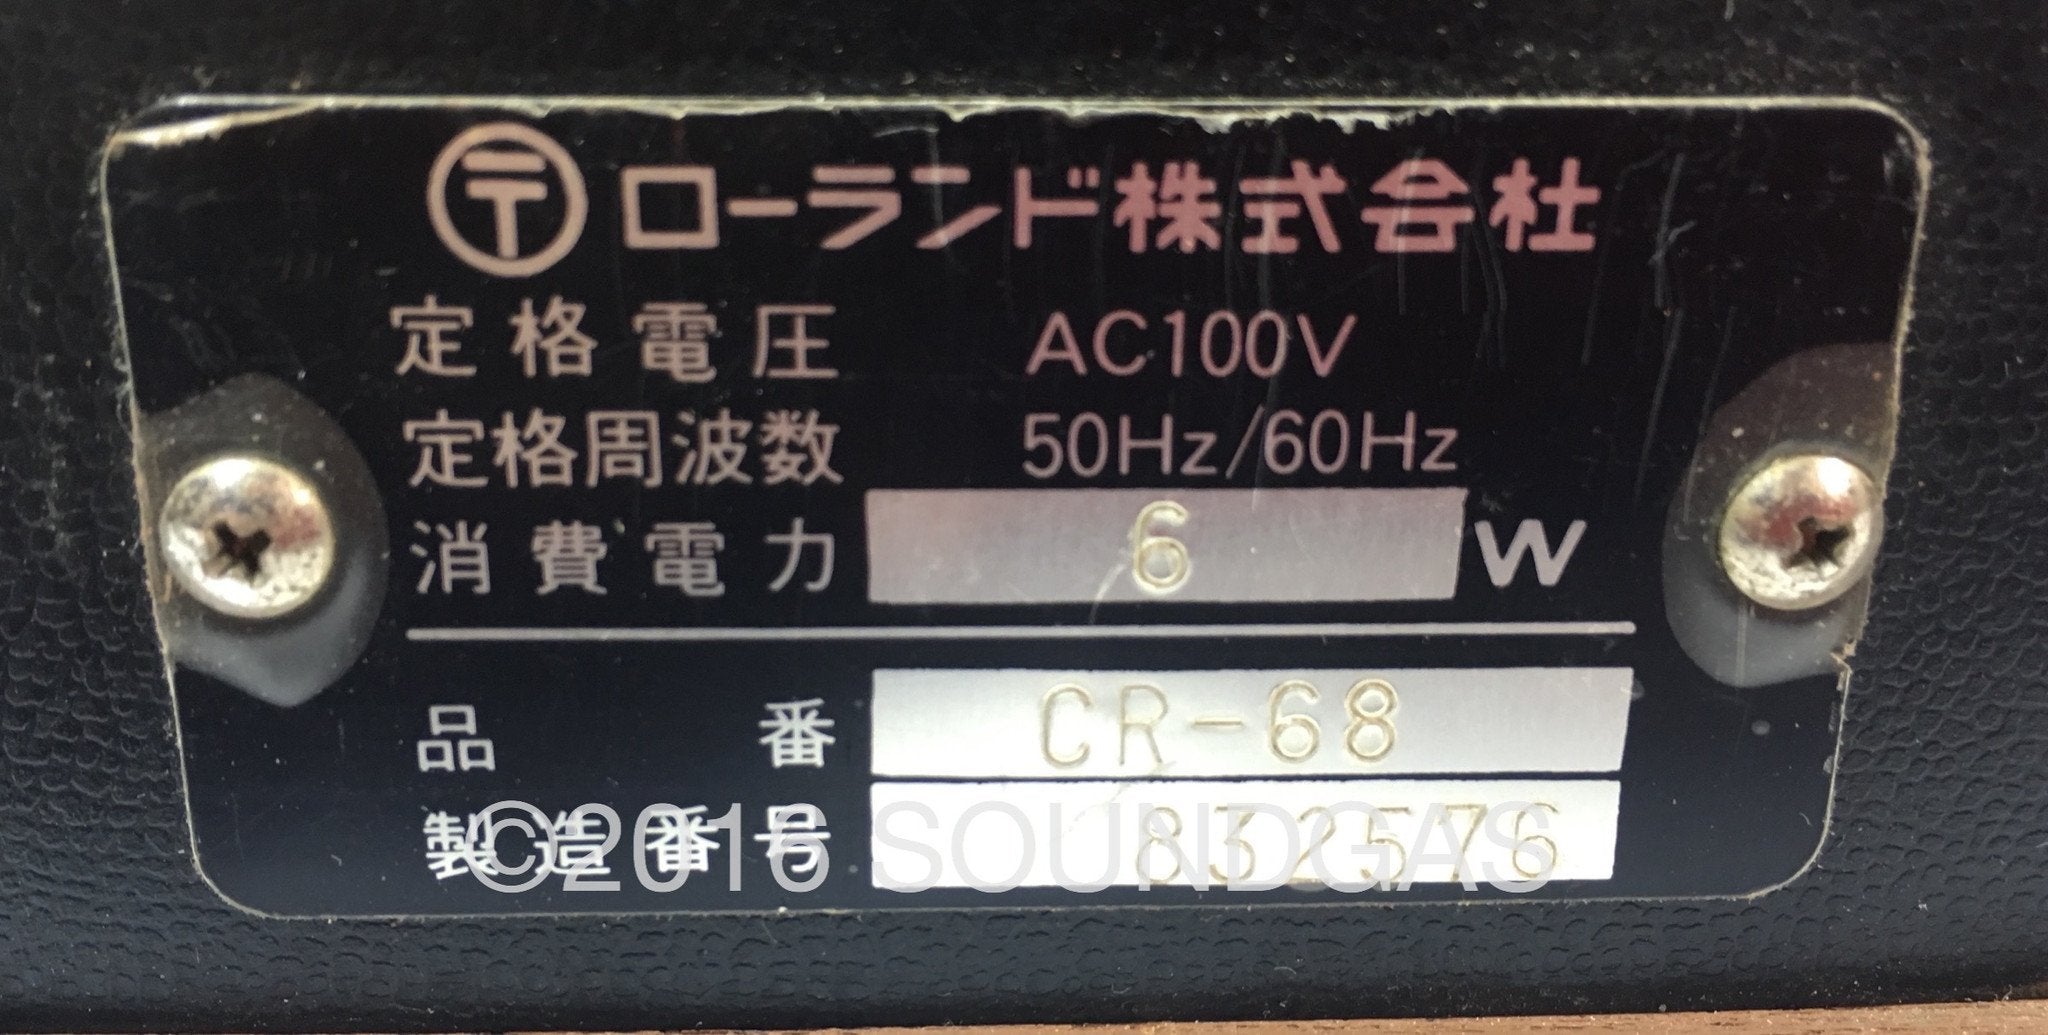 〒 ローランド株式会社
定格電圧 AC100V
定格周波数 50Hz/60Hz
消費電力 6 W
品番 CR-68
製造番号 832576
©2016 SOUNDGAS